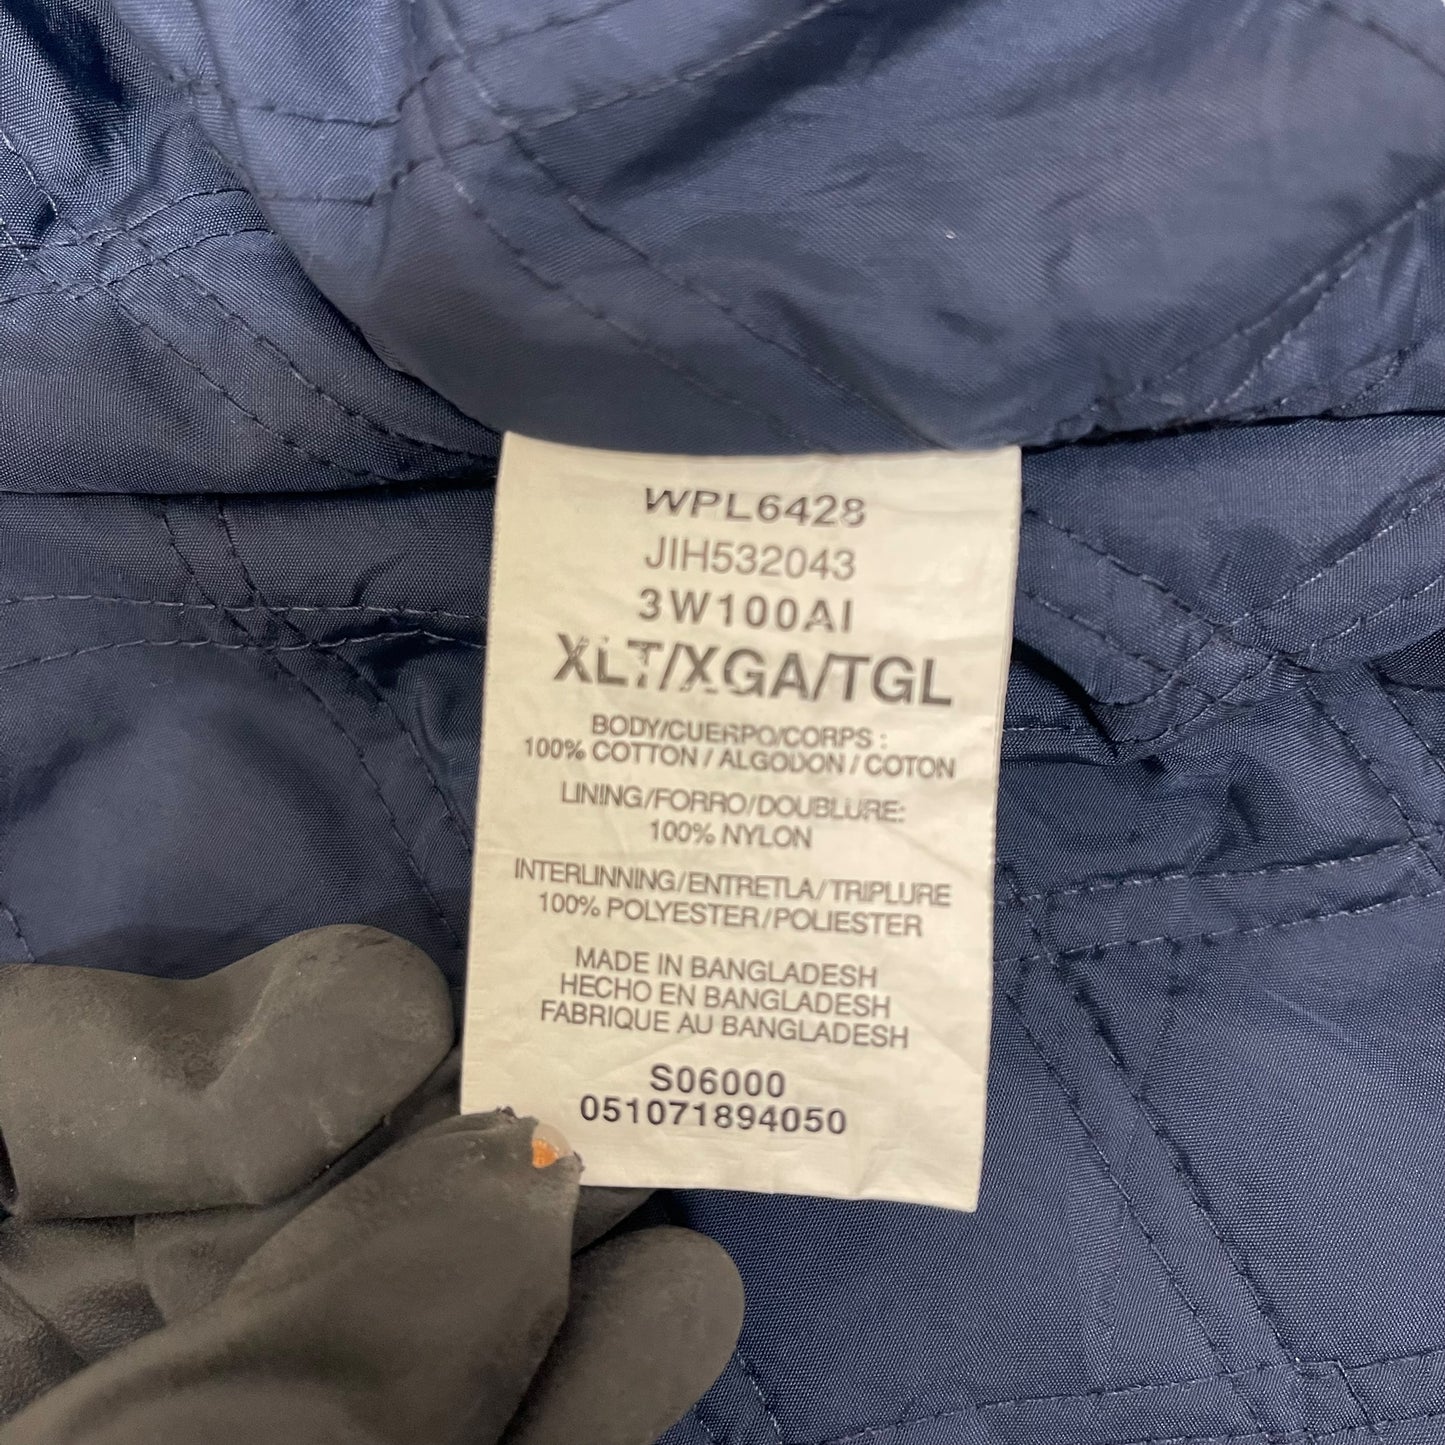 WPL6428
JIH532043
3W100AI
XLT/XGA/TGL
BODY/CUERPO/CORPS :
100% COTTON / ALGODON / COTON
LINING/FORRO/DOUBLURE:
100% NYLON
INTERLINNING/ENTRETLA/TRIPLURE
100% POLYESTER/POLIESTER
MADE IN BANGLADESH
HECHO EN BANGLADESH
FABRIQUE AU BANGLADESH
S06000
051071894050